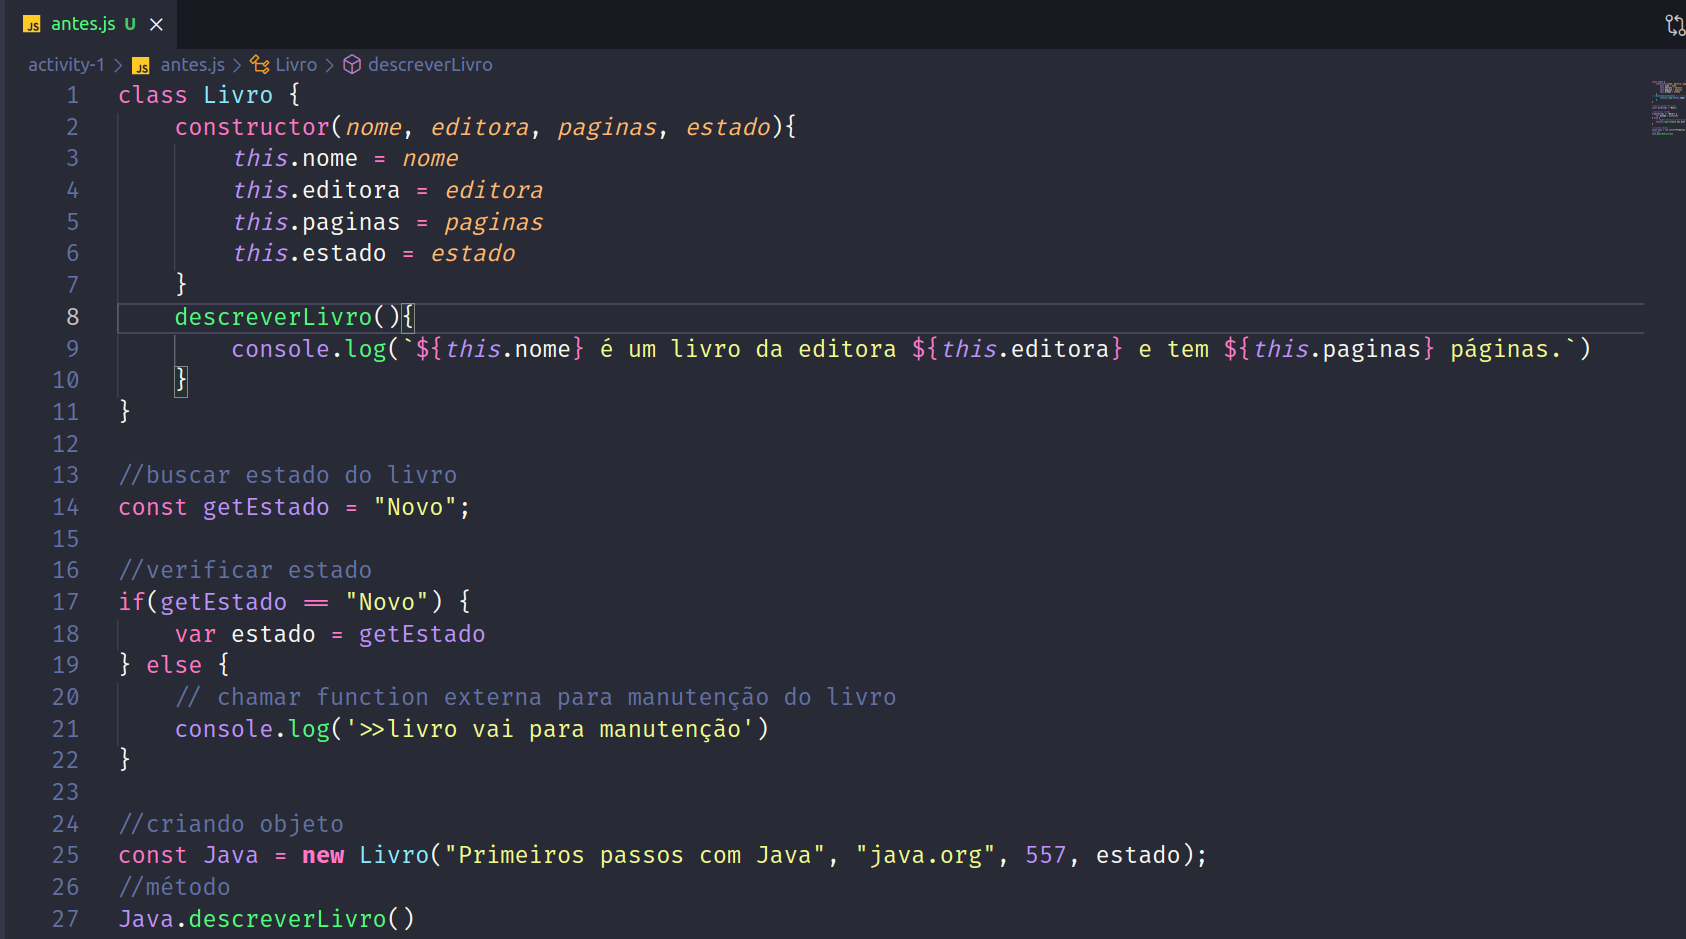 JS antes.js U ×
activity-1 > JS antes.js > Livro > descreverLivro
1 class Livro {
2     constructor(nome, editora, paginas, estado){
3         this.nome = nome
4         this.editora = editora
5         this.paginas = paginas
6         this.estado = estado
7     }
8     descreverLivro(){
9         console.log(`${this.nome} é um livro da editora ${this.editora} e tem ${this.paginas} páginas.`)
10     }
11 }
12
13 //buscar estado do livro
14 const getEstado = "Novo";
15
16 //verificar estado
17 if(getEstado == "Novo") {
18     var estado = getEstado
19 } else {
20     // chamar function externa para manutenção do livro
21     console.log('>>livro vai para manutenção')
22 }
23
24 //criando objeto
25 const Java = new Livro("Primeiros passos com Java", "java.org", 557, estado);
26 //método
27 Java.descreverLivro()